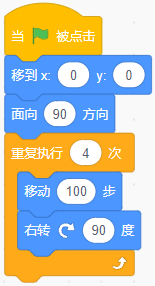 当 被点击
移到 x: 0 y: 0
面向 90 方向
重复执行 4 次
移动 100 步
右转 90 度